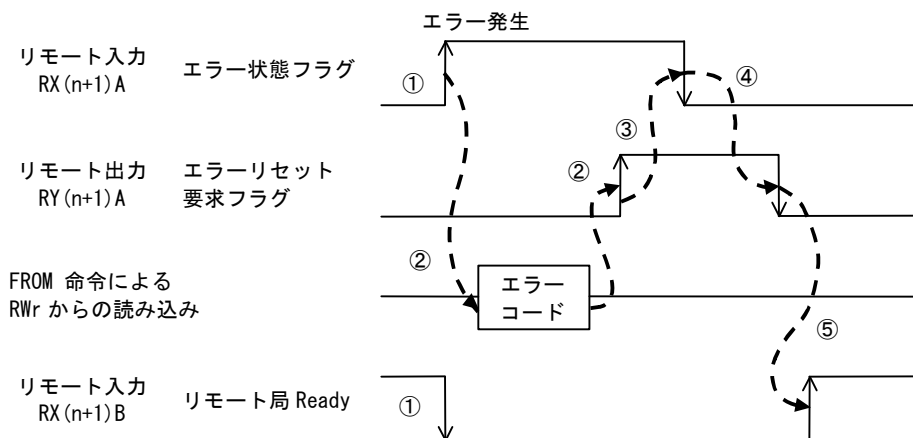 エラー発生
リモート入力
RX(n+1)A
エラー状態フラグ
①
④
③
リモート出力
RY(n+1)A
エラーリセット
要求フラグ
②
②
FROM 命令による
RWr からの読み込み
エラー
コード
⑤
リモート入力
RX(n+1)B
リモート局 Ready
①